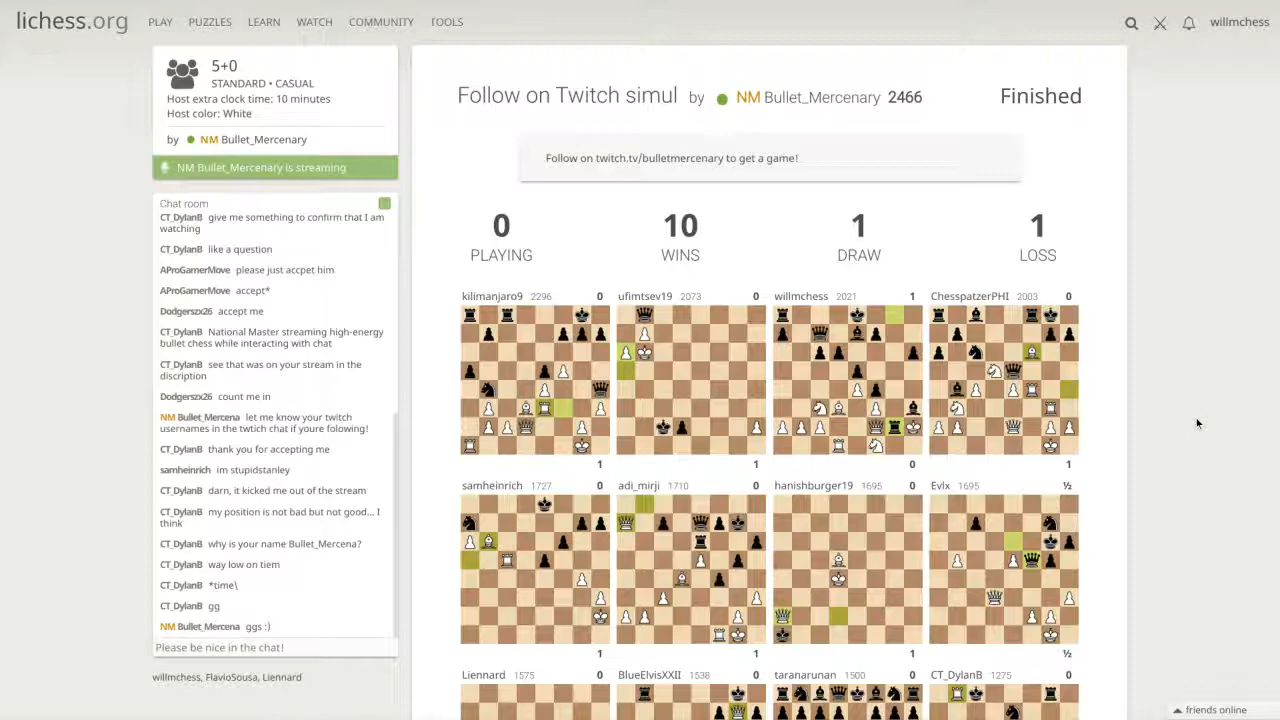 lichess.org PLAY PUZZLES LEARN WATCH COMMUNITY TOOLS willmchess
5+0
STANDARD • CASUAL
Host extra clock time: 10 minutes
Host color: White
by NM Bullet_Mercenary
NM Bullet_Mercenary is streaming
Chat room
CT_DylanB give me something to confirm that I am
watching
CT_DylanB like a question
AProGamerMove please just accpet him
AProGamerMove accept*
Dodgerszx26 accept me
CT_DylanB National Master streaming high-energy
bullet chess while interacting with chat
CT_DylanB see that was on your stream in the
discription
Dodgerszx26 count me in
NM Bullet_Mercena let me know your twitch
usernames in the twtich chat if youre folowing!
CT_DylanB thank you for accepting me
samheinrich im stupidstanley
CT_DylanB darn, it kicked me out of the stream
CT_DylanB my position is not bad but not good... I
think
CT_DylanB why is your name Bullet_Mercena?
CT_DylanB way low on tiem
CT_DylanB *time\
CT_DylanB gg
NM Bullet_Mercena ggs :)
Please be nice in the chat!
willmchess, FlavioSousa, Liennard
Follow on Twitch simul by NM Bullet_Mercenary 2466 Finished
Follow on twitch.tv/bulletmercenary to get a game!
0 10 1 1
PLAYING WINS DRAW LOSS
kilimanjaro9 2296 0 ufimtsev19 2073 0 willmchess 2021 1 ChesspatzerPHI 2003 0
1 1 0 1
samheinrich 1727 0 adi_mirji 1710 0 hanishburger19 1695 0 Evlx 1695 ½
1 1 1 ½
Liennard 1575 0 BlueElvisXXII 1538 0 taranarunan 1500 0 CT_DylanB 1275 0
friends online